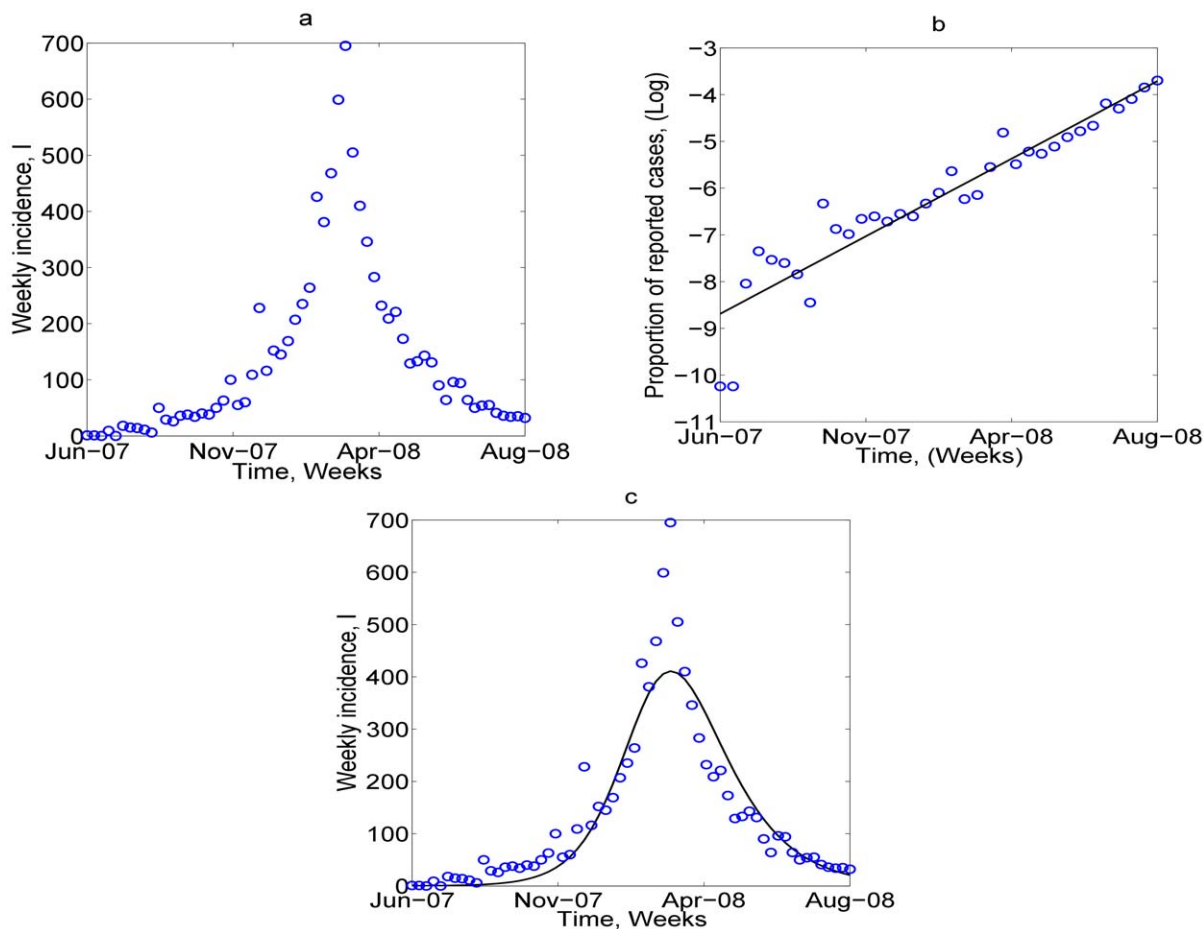 a
700
600
500
400
300
200
100
0
Weekly incidence, I
Jun−07
Nov−07
Apr−08
Aug−08
Time, Weeks
b
−3
−4
−5
−6
−7
−8
−9
−10
−11
Proportion of reported cases, (Log)
Jun−07
Nov−07
Apr−08
Aug−08
Time, (Weeks)
c
700
600
500
400
300
200
100
0
Weekly incidence, I
Jun−07
Nov−07
Apr−08
Aug−08
Time, Weeks